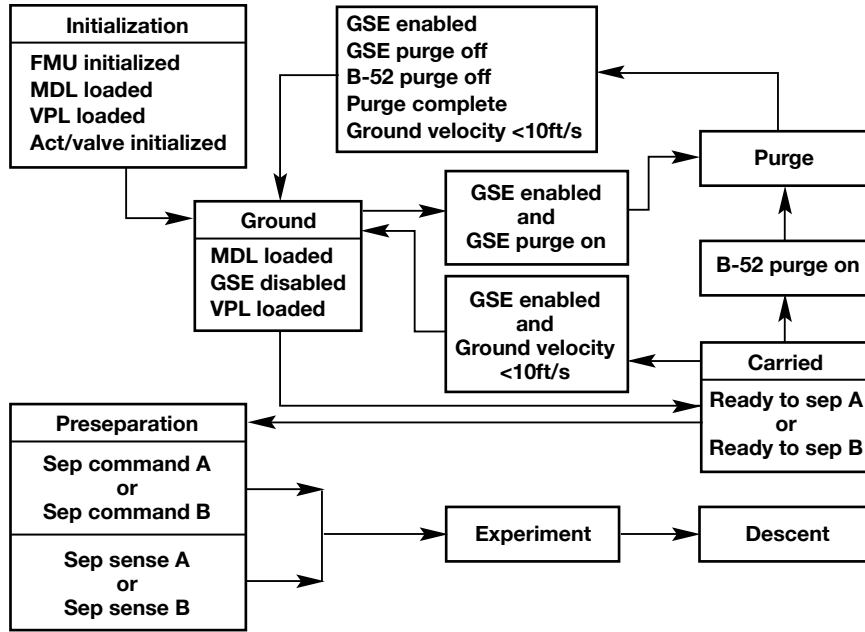 Initialization
FMU initialized
MDL loaded
VPL loaded
Act/valve initialized
GSE enabled
GSE purge off
B-52 purge off
Purge complete
Ground velocity <10ft/s
Purge
GSE enabled
and
GSE purge on
Ground
MDL loaded
GSE disabled
VPL loaded
B-52 purge on
GSE enabled
and
Ground velocity
<10ft/s
Carried
Ready to sep A
or
Ready to sep B
Preseparation
Sep command A
or
Sep command B
Sep sense A
or
Sep sense B
Experiment
Descent